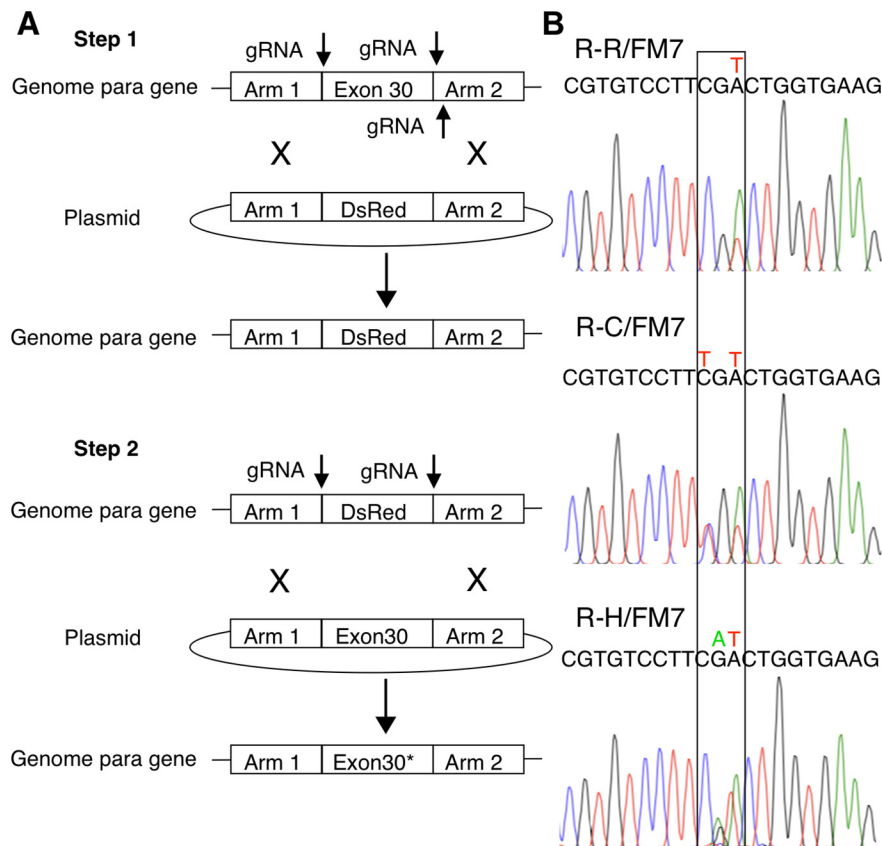 A
Step 1
gRNA
gRNA
Genome para gene
Arm 1
Exon 30
Arm 2
gRNA
X
X
Plasmid
Arm 1
DsRed
Arm 2
Genome para gene
Arm 1
DsRed
Arm 2
Step 2
gRNA
gRNA
Genome para gene
Arm 1
DsRed
Arm 2
X
X
Plasmid
Arm 1
Exon30
Arm 2
Genome para gene
Arm 1
Exon30*
Arm 2
B
R-R/FM7
T
CGTGTCCTTCGACTGGTGAAG
R-C/FM7
T T
CGTGTCCTTCGACTGGTGAAG
R-H/FM7
A T
CGTGTCCTTCGACTGGTGAAG